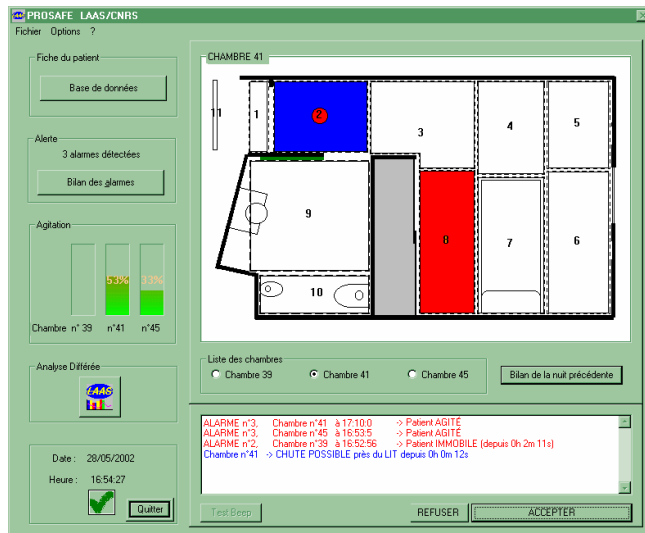 PROSAFE LAAS/CNRS
Fichier Options ?
Fiche du patient
Base de données
Alerte
3 alarmes détectées
Bilan des alarmes
Agitation
53% 33%
Chambre n° 39 n°41 n°45
Analyse Différée
LAAS
Date : 28/05/2002
Heure : 16:54:27
Quitter
CHAMBRE 41
11 1 2 3 4 5
9 8 7 6
10
Liste des chambres
Chambre 39 Chambre 41 Chambre 45
Bilan de la nuit précédente
ALARME n°3, Chambre n°41 à 17:10:0 -> Patient AGITÉ
ALARME n°3, Chambre n°45 à 16:53:5 -> Patient AGITÉ
ALARME n°2, Chambre n°39 à 16:52:56 -> Patient IMMOBILE (depuis 0h 2m 11s)
Chambre n°41 -> CHUTE POSSIBLE près du LIT depuis 0h 0m 12s
Test Beep REFUSER ACCEPTER